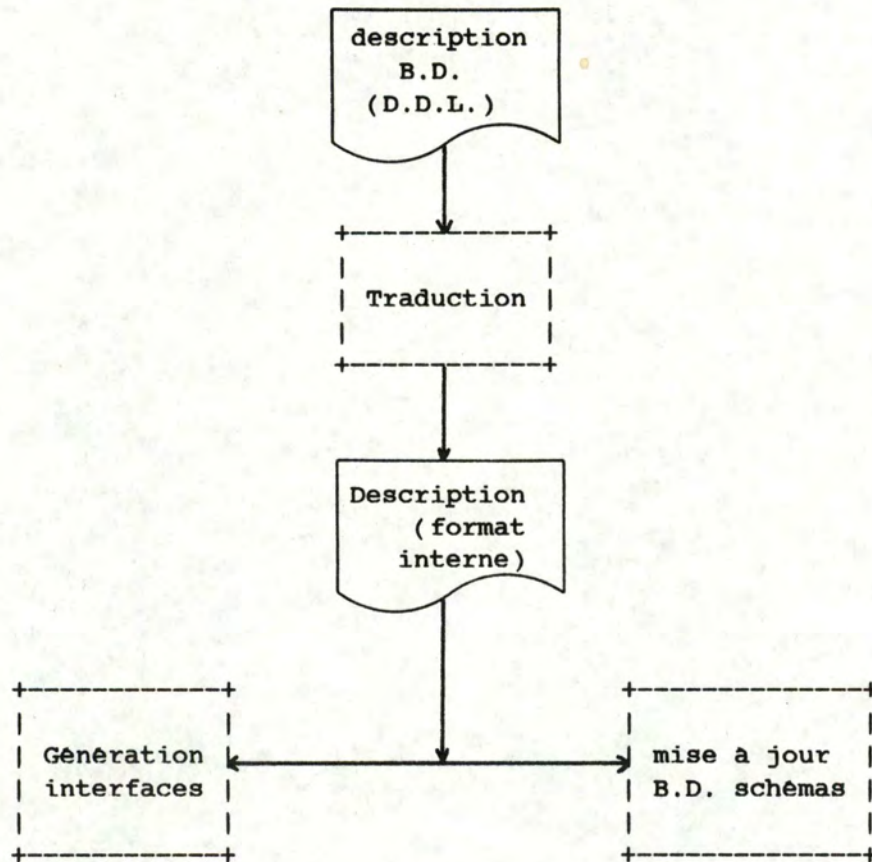 description
B.D.
(D.D.L.)
Traduction
Description
(format
interne)
Génération
interfaces
mise à jour
B.D. schémas